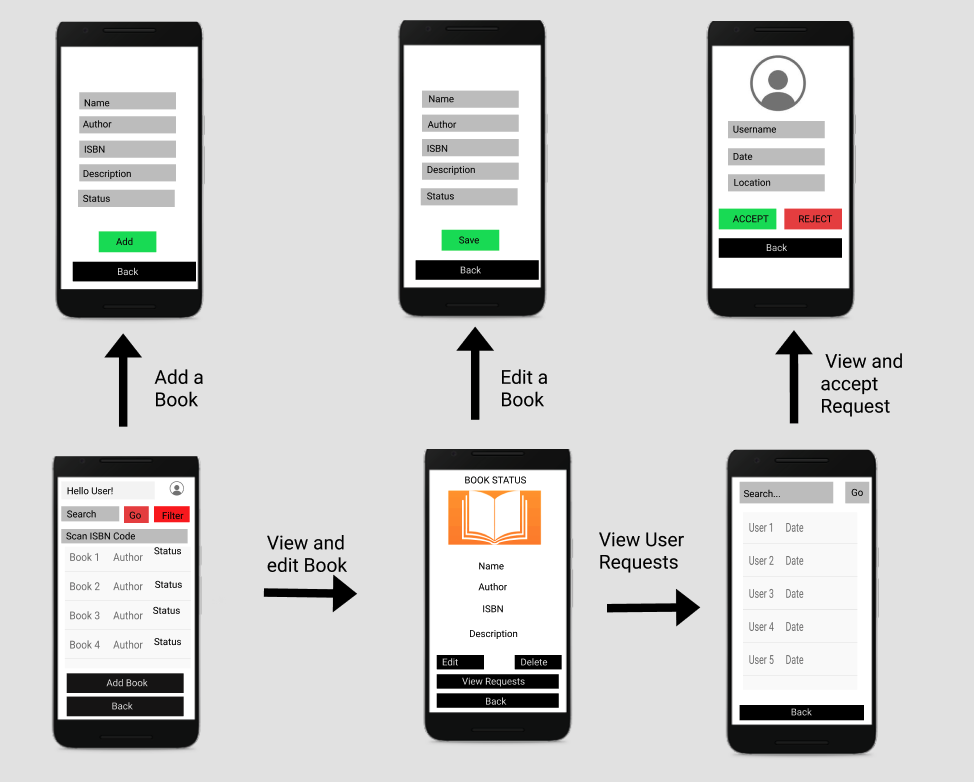 Name
Author
ISBN
Description
Status
Add
Back
Name
Author
ISBN
Description
Status
Save
Back
Username
Date
Location
ACCEPT REJECT
Back
Add a
Book
Edit a
Book
View and
accept
Request
Hello User!
Search Go Filter
Scan ISBN Code
Book 1 Author Status
Book 2 Author Status
Book 3 Author Status
Book 4 Author Status
Add Book
Back
View and
edit Book
BOOK STATUS
Name
Author
ISBN
Description
Edit Delete
View Requests
Back
View User
Requests
Search... Go
User 1 Date
User 2 Date
User 3 Date
User 4 Date
User 5 Date
Back